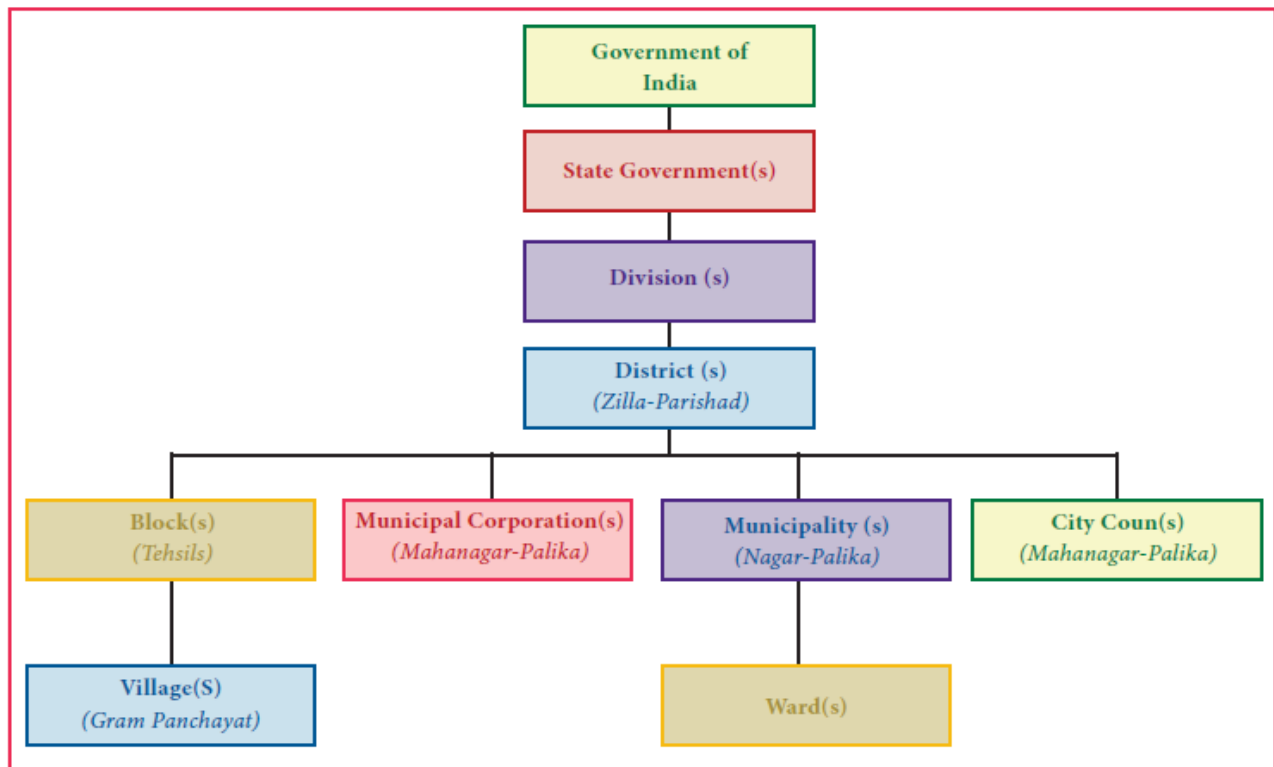 Government of
India
State Government(s)
Division (s)
District (s)
(Zilla-Parishad)
Block(s)
(Tehsils)
Municipal Corporation(s)
(Mahanagar-Palika)
Municipality (s)
(Nagar-Palika)
City Coun(s)
(Mahanagar-Palika)
Village(S)
(Gram Panchayat)
Ward(s)